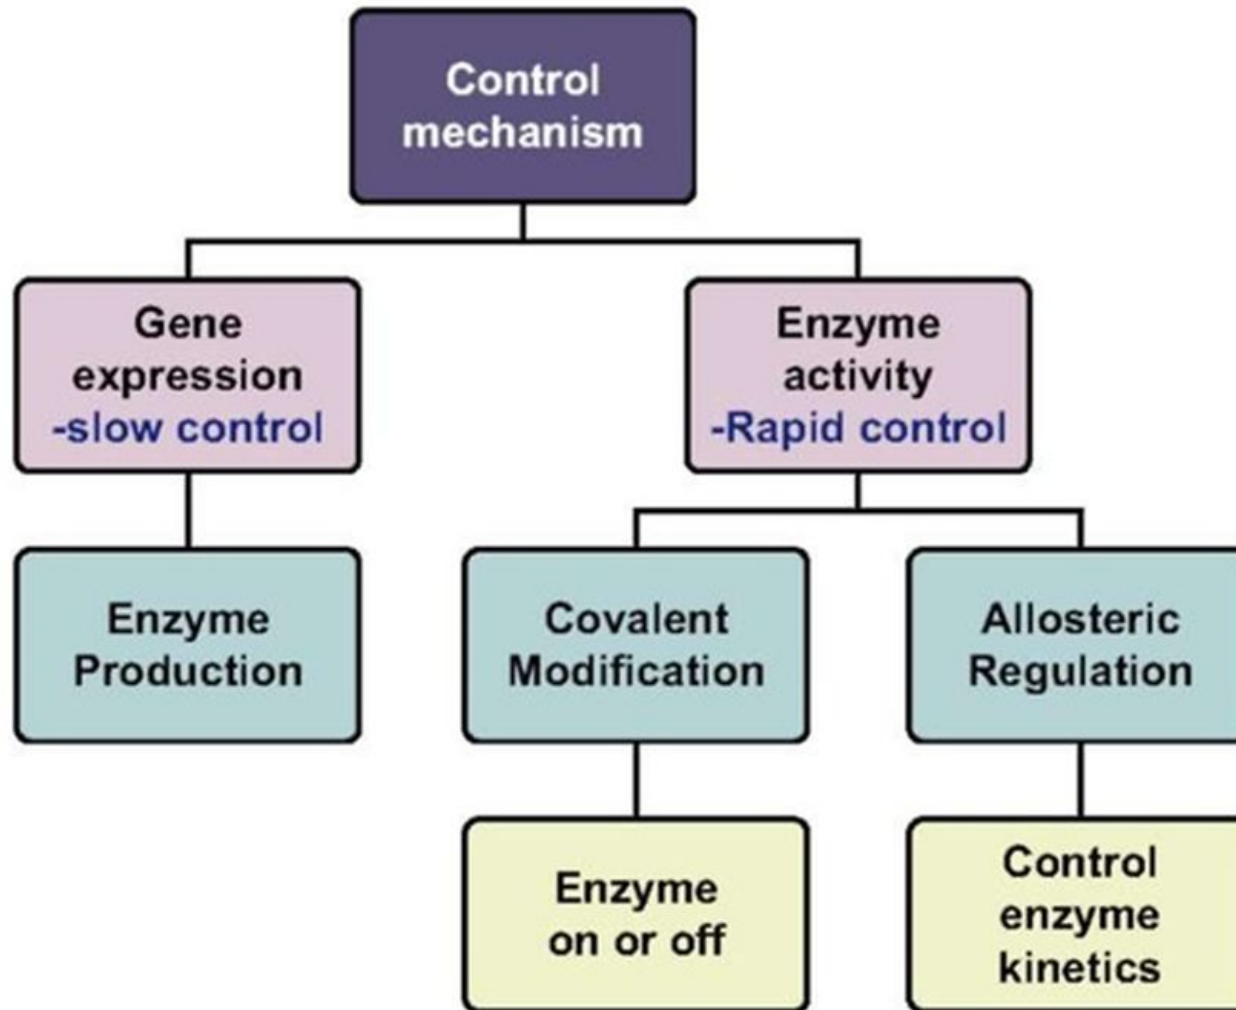 Control
mechanism
Gene
expression
-slow control
Enzyme
activity
-Rapid control
Enzyme
Production
Covalent
Modification
Allosteric
Regulation
Enzyme
on or off
Control
enzyme
kinetics